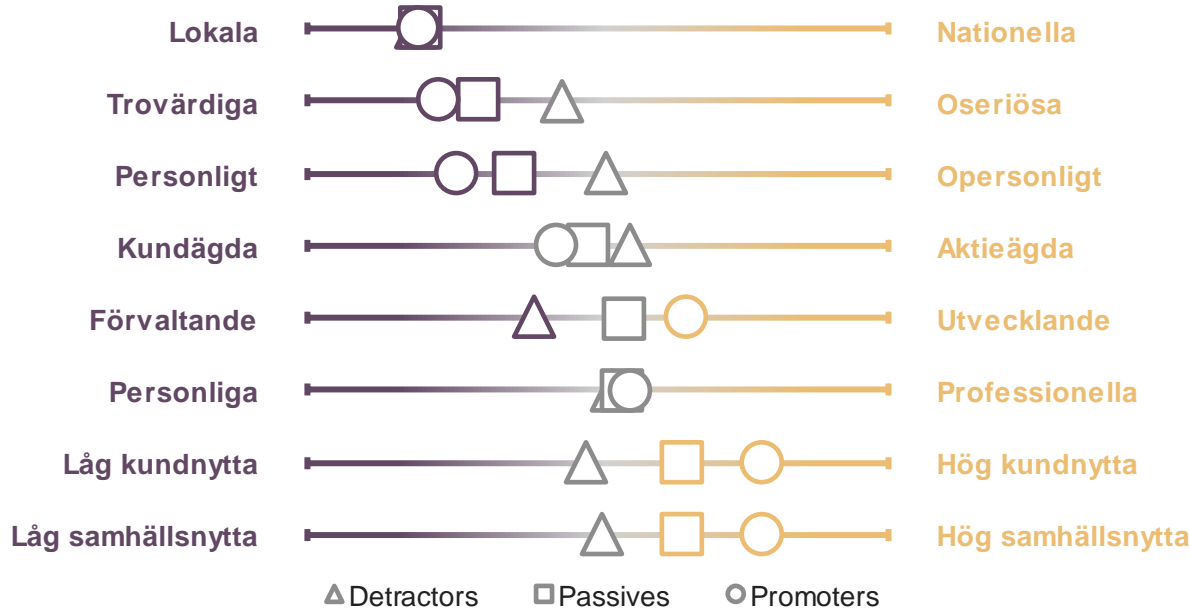 Lokala Nationella
Trovärdiga Oseriösa
Personligt Opersonligt
Kundägda Aktieägda
Förvaltande Utvecklande
Personliga Professionella
Låg kundnytta Hög kundnytta
Låg samhällsnytta Hög samhällsnytta
Detractors Passives Promoters